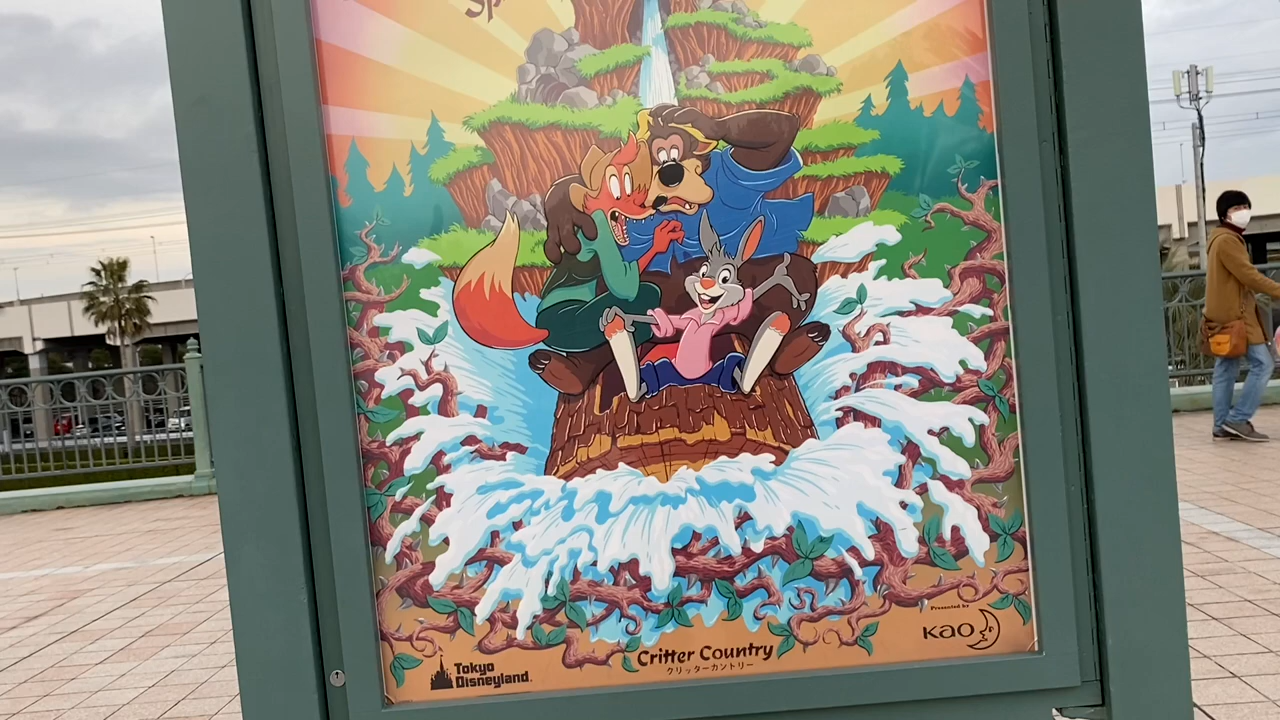 Presented by
Kao
Critter Country
クリッターカントリー
Tokyo
Disneyland.